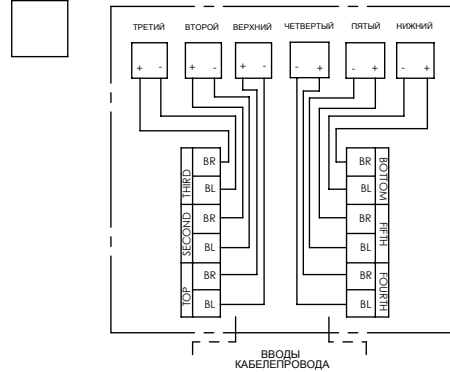 ТРЕТИЙ ВТОРОЙ ВЕРХНИЙ ЧЕТВЕРТЫЙ ПЯТЫЙ НИЖНИЙ
+ - + - + - - + - + - +
THIRD
BR
BL
SECOND
BR
BL
TOP
BR
BL
BOTTOM
BR
BL
FIFTH
BR
BL
FOURTH
BR
BL
ВВОДЫ
КАБЕЛЕПРОВОДА